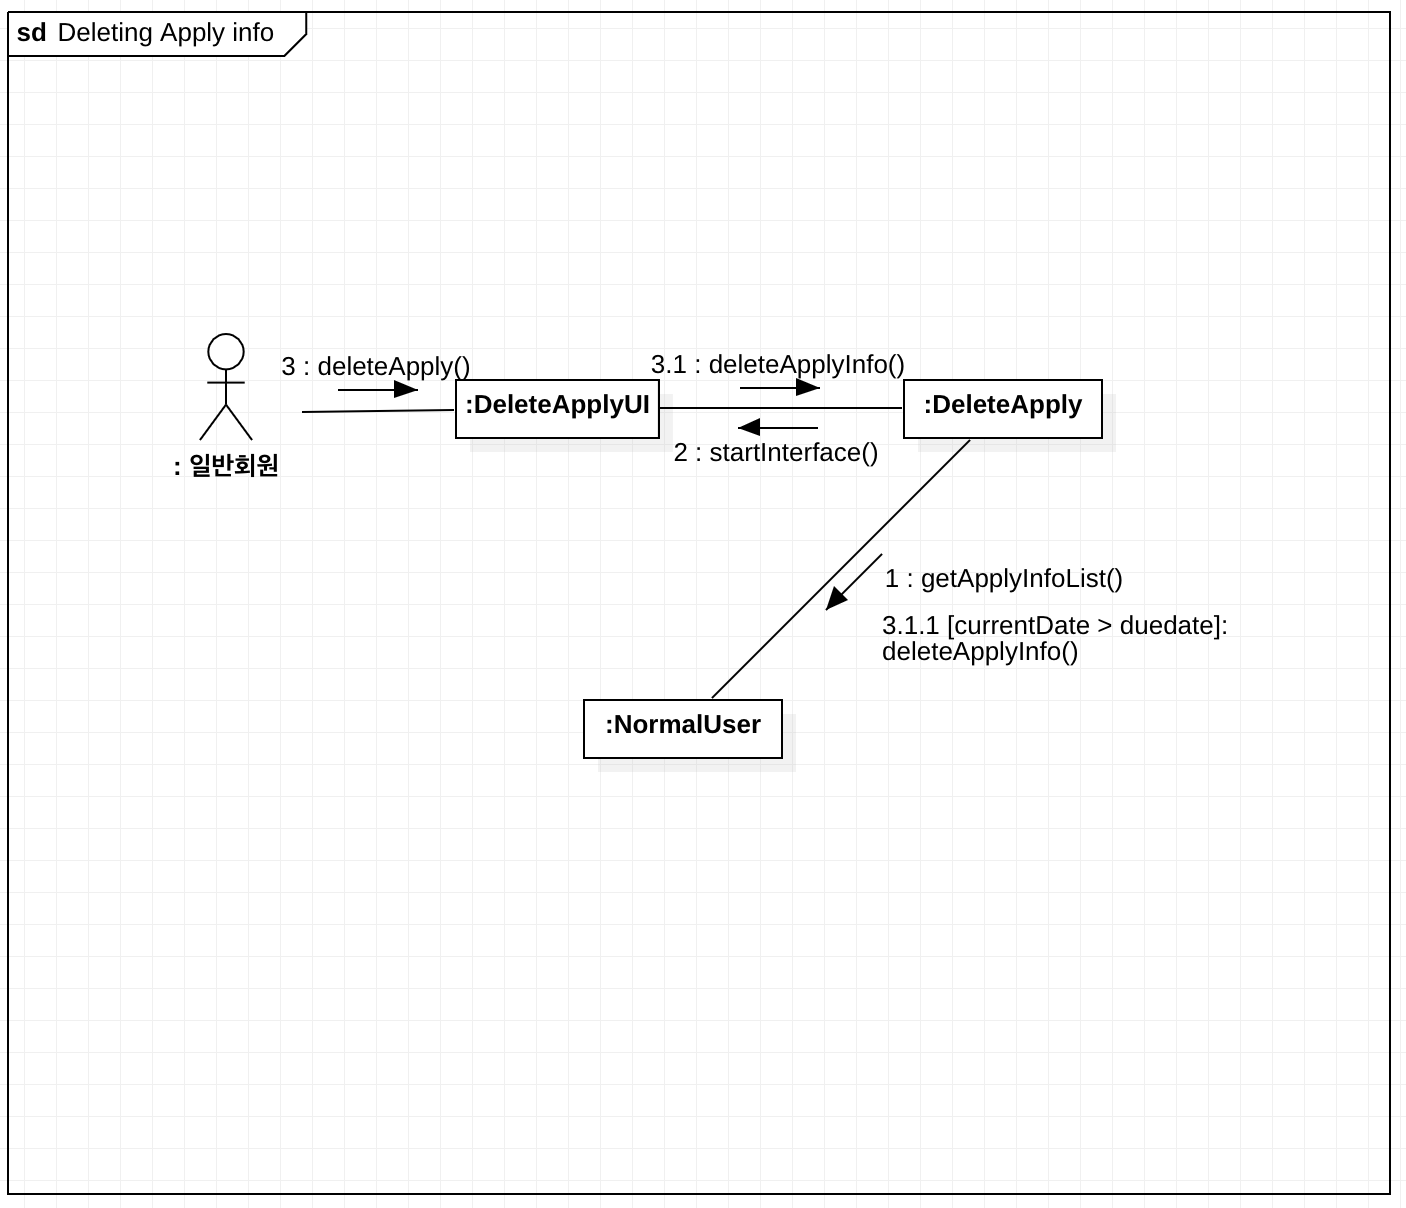 sd Deleting Apply info
3 : deleteApply()
3.1 : deleteApplyInfo()
:DeleteApplyUI
:DeleteApply
2 : startInterface()
: 일반회원
1 : getApplyInfoList()
3.1.1 [currentDate > duedate]:
deleteApplyInfo()
:NormalUser